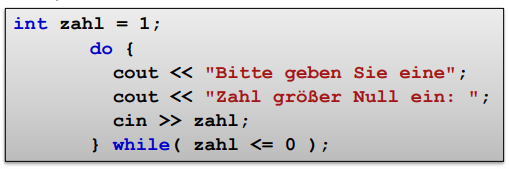 int zahl = 1;
do {
cout << "Bitte geben Sie eine";
cout << "Zahl größer Null ein: ";
cin >> zahl;
} while( zahl <= 0 );